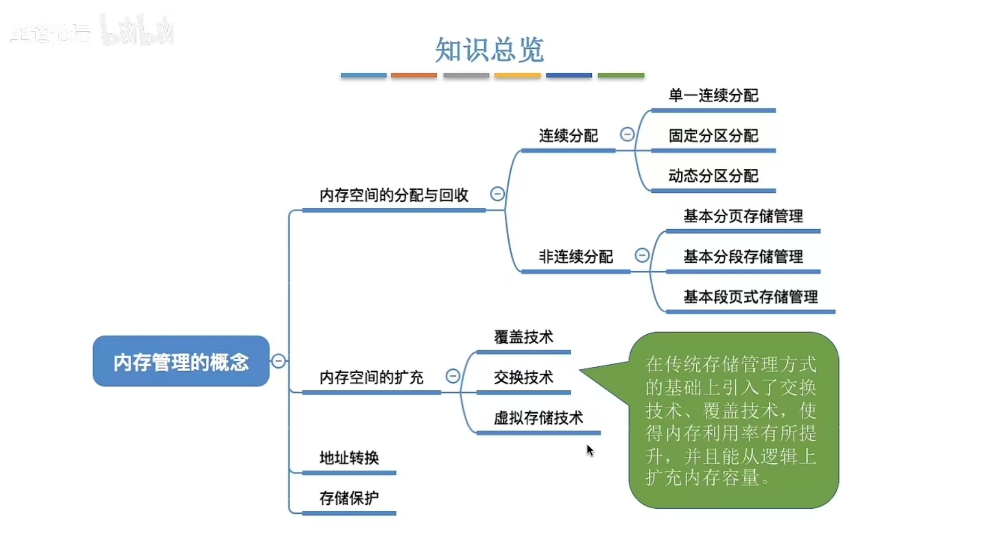 bilibili
知识总览
单一连续分配
连续分配
固定分区分配
动态分区分配
内存空间的分配与回收
基本分页存储管理
非连续分配
基本分段存储管理
基本段页式存储管理
内存管理的概念
覆盖技术
内存空间的扩充
交换技术
虚拟存储技术
在传统存储管理方式
的基础上引入了交换
技术、覆盖技术，使
得内存利用率有所提
升，并且能从逻辑上
扩充内存容量。
地址转换
存储保护